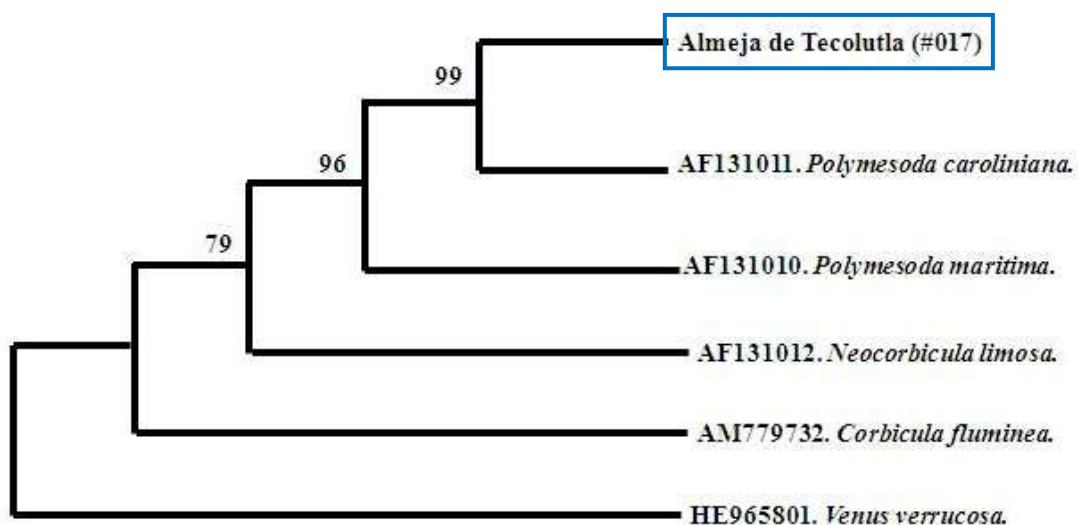 Almeja de Tecolutla (#017)
99
AF131011. Polymesoda caroliniana.
96
AF131010. Polymesoda maritima.
79
AF131012. Neocorbicula limosa.
AM779732. Corbicula fluminea.
HE965801. Venus verrucosa.